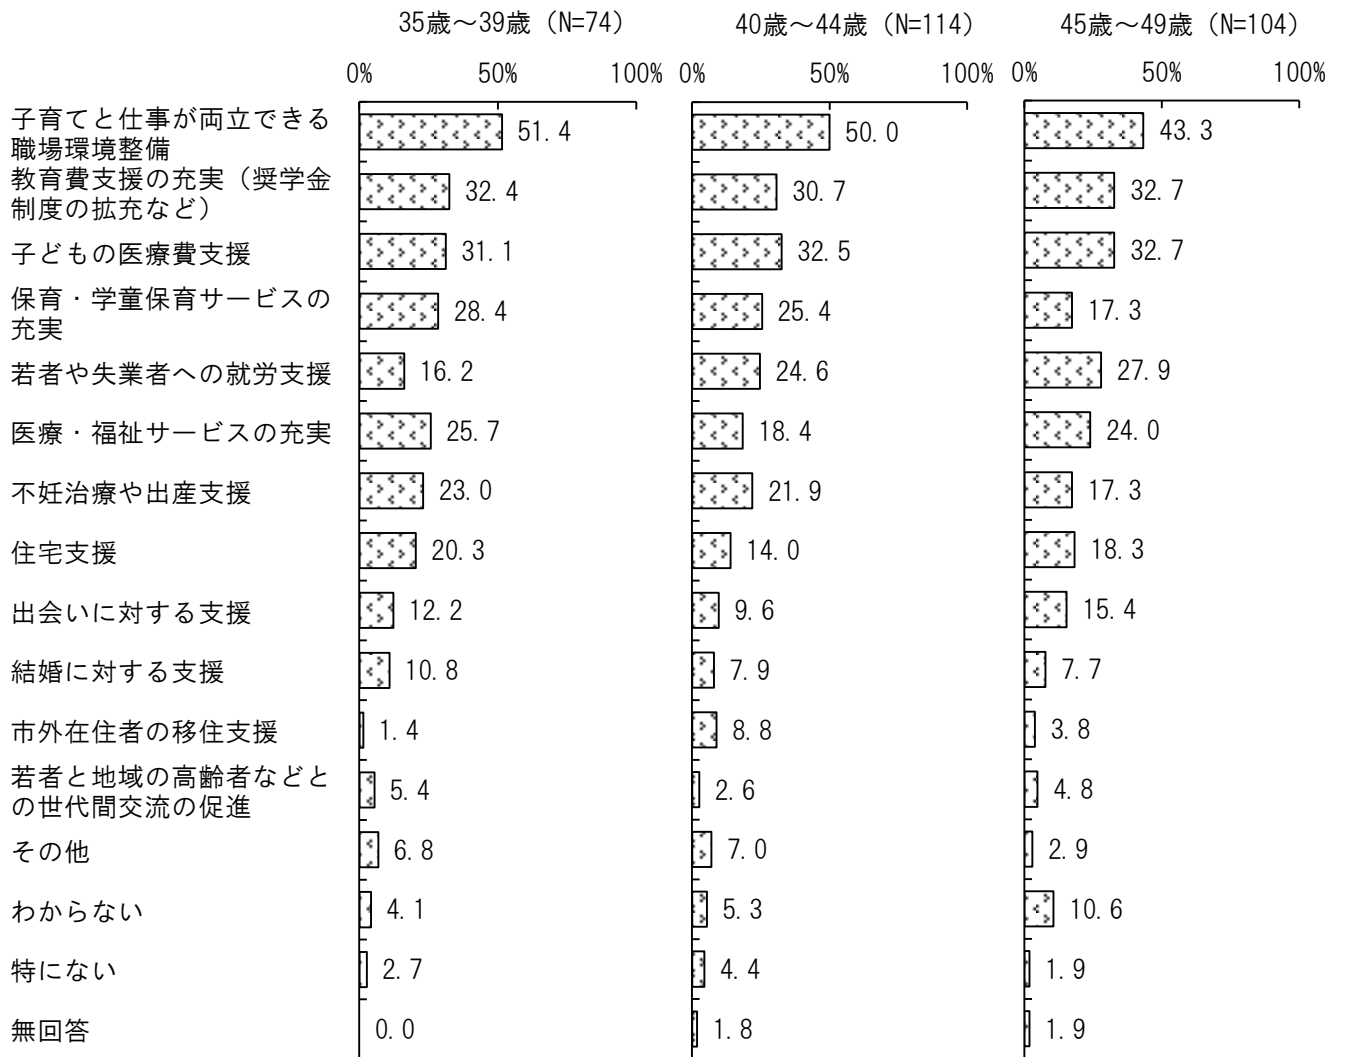 35歳～39歳（N=74） 40歳～44歳（N=114） 45歳～49歳（N=104）
0% 50% 100% 0% 50% 100% 0% 50% 100%
子育てと仕事が両立できる
職場環境整備 51.4 50.0 43.3
教育費支援の充実（奨学金
制度の拡充など） 32.4 30.7 32.7
子どもの医療費支援 31.1 32.5 32.7
保育・学童保育サービスの
充実 28.4 25.4 17.3
若者や失業者への就労支援 16.2 24.6 27.9
医療・福祉サービスの充実 25.7 18.4 24.0
不妊治療や出産支援 23.0 21.9 17.3
住宅支援 20.3 14.0 18.3
出会いに対する支援 12.2 9.6 15.4
結婚に対する支援 10.8 7.9 7.7
市外在住者の移住支援 1.4 8.8 3.8
若者と地域の高齢者などと
の世代間交流の促進 5.4 2.6 4.8
その他 6.8 7.0 2.9
わからない 4.1 5.3 10.6
特にない 2.7 4.4 1.9
無回答 0.0 1.8 1.9